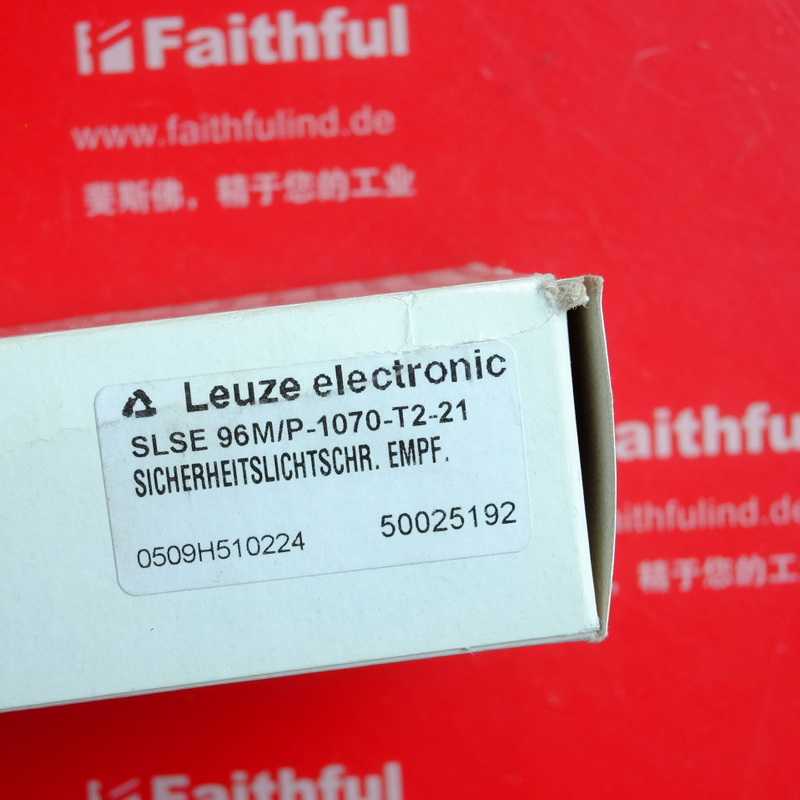 Faithful
www.faithfulind.de
斐斯佛，精于您的工业
Leuze electronic
SLSE 96M/P-1070-T2-21
SICHERHEITSLICHTSCHR. EMPF.
0509H510224
50025192
aithful
aithfulind.de
，精于您的工
Faithful